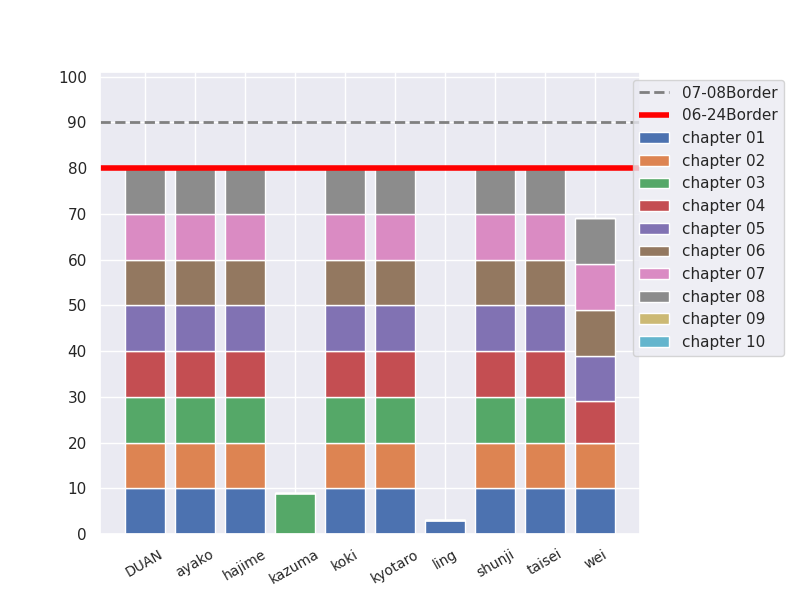 100
90
80
70
60
50
40
30
20
10
0
DUAN
ayako
hajime
kazuma
koki
kyotaro
ling
shunji
taisei
wei
07-08Border
06-24Border
chapter 01
chapter 02
chapter 03
chapter 04
chapter 05
chapter 06
chapter 07
chapter 08
chapter 09
chapter 10